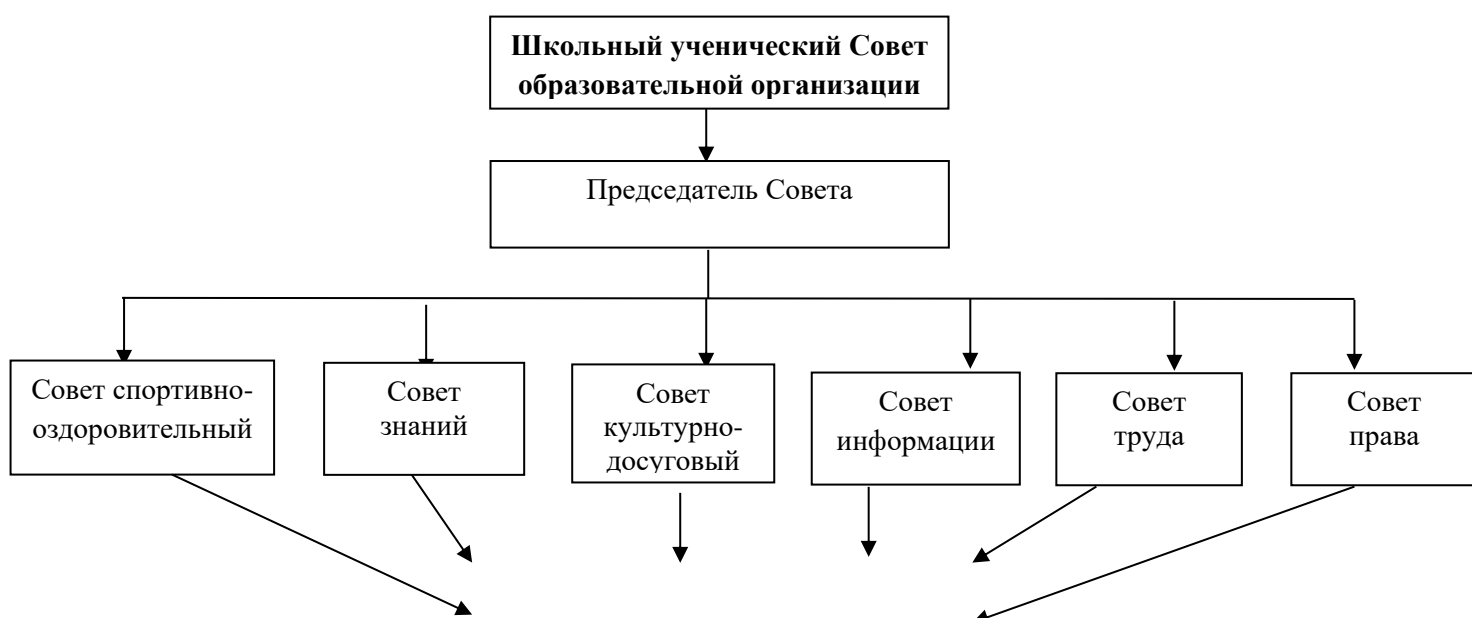 Школьный ученический Совет
образовательной организации
Председатель Совета
Совет спортивно-
оздоровительный
Совет
знаний
Совет
культурно-
досуговый
Совет
информации
Совет
труда
Совет
права